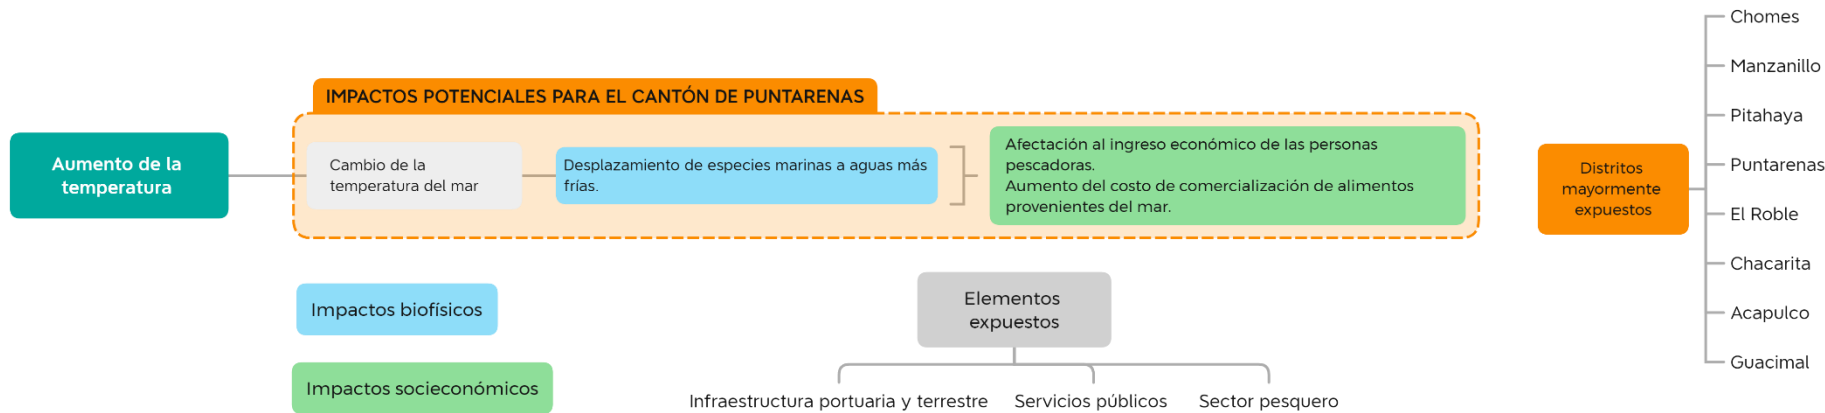 Aumento de la
temperatura
IMPACTOS POTENCIALES PARA EL CANTÓN DE PUNTARENAS
Cambio de la
temperatura del mar
Desplazamiento de especies marinas a aguas más
frías.
Afectación al ingreso económico de las personas
pescadoras.
Aumento del costo de comercialización de alimentos
provenientes del mar.
Impactos biofísicos
Impactos socieconómicos
Elementos
expuestos
Infraestructura portuaria y terrestre
Servicios públicos
Sector pesquero
Distritos
mayormente
expuestos
Chomes
Manzanillo
Pitahaya
Puntarenas
El Roble
Chacarita
Acapulco
Guacimal